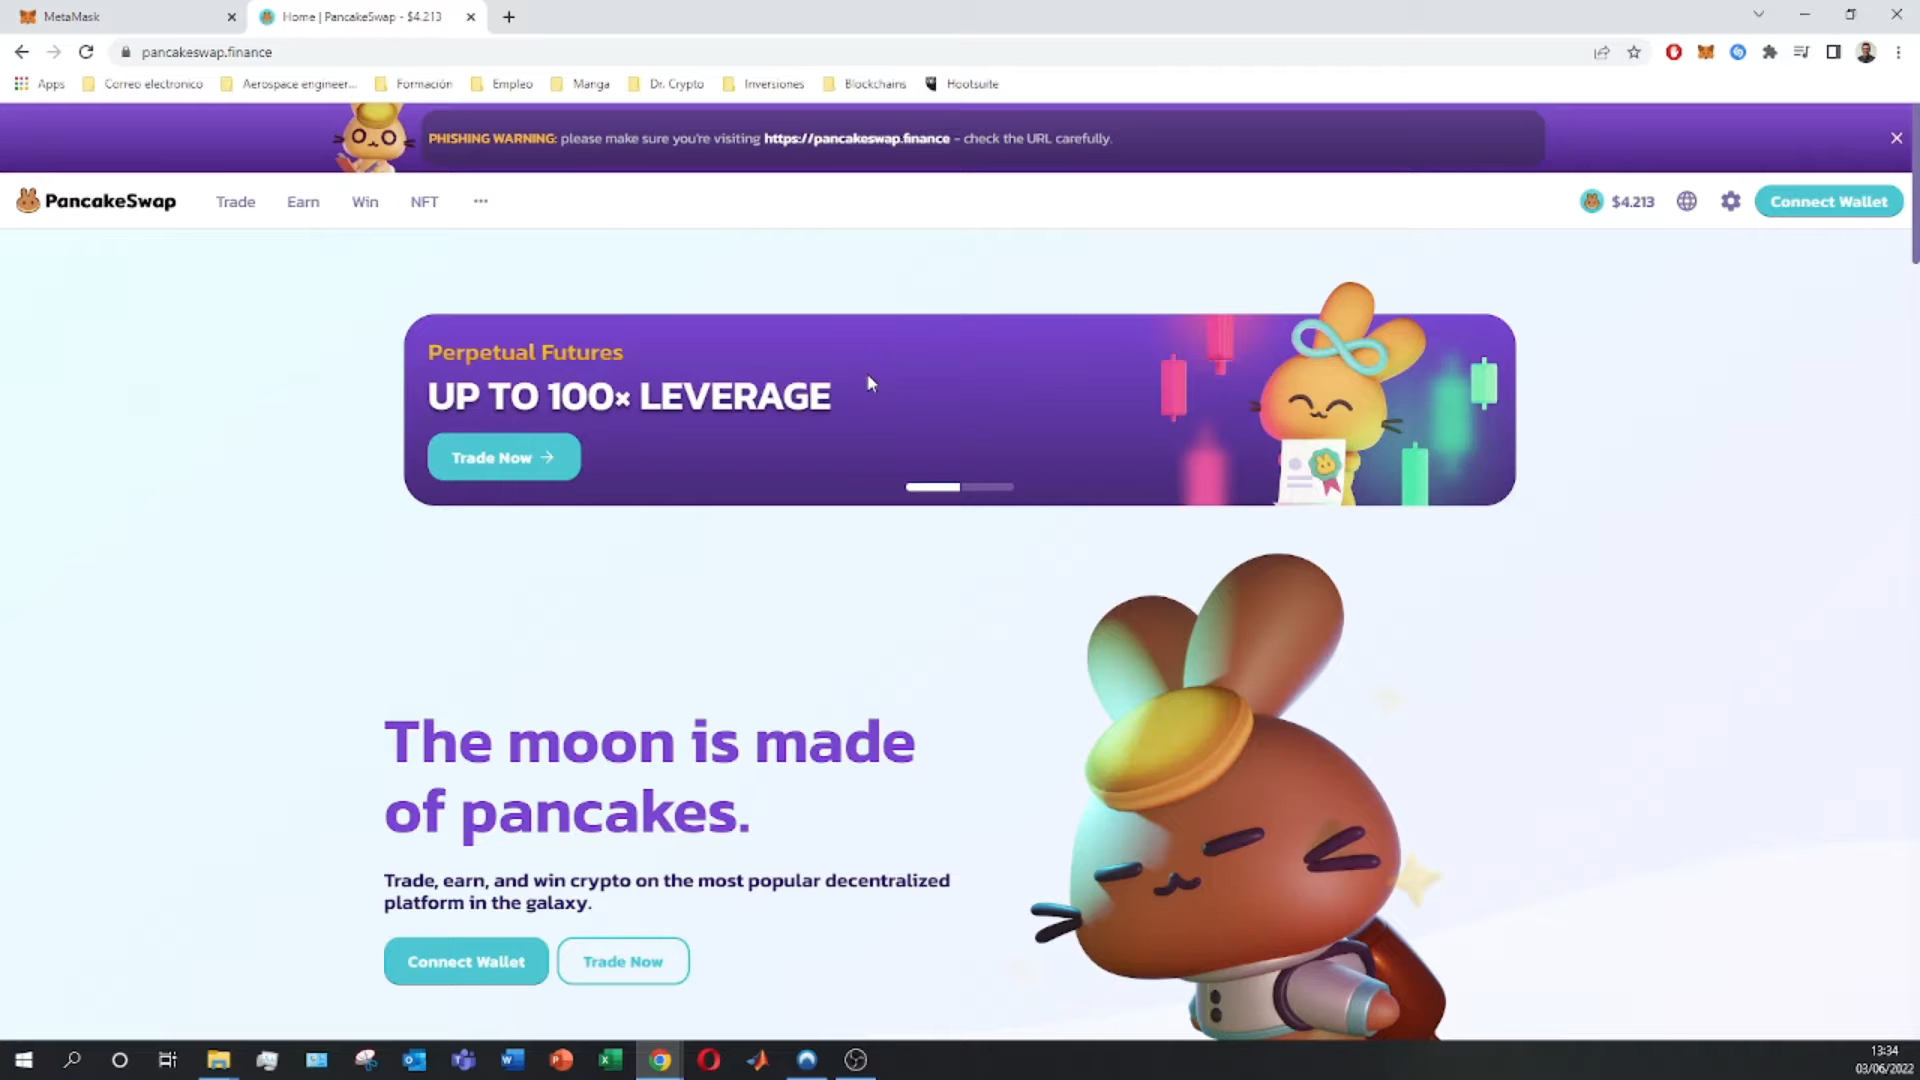 MetaMask
Home | PancakeSwap - $4.213
pancakeswap.finance
Apps
Correo electronico
Aerospace engineer...
Formación
Empleo
Manga
Dr. Crypto
Inversiones
Blockchains
Hootsuite
PHISHING WARNING: please make sure you're visiting https://pancakeswap.finance - check the URL carefully.
PancakeSwap
Trade
Earn
Win
NFT
$4.213
Connect Wallet
Perpetual Futures
UP TO 100× LEVERAGE
Trade Now
The moon is made
of pancakes.
Trade, earn, and win crypto on the most popular decentralized
platform in the galaxy.
Connect Wallet
Trade Now
13:34
03/06/2022